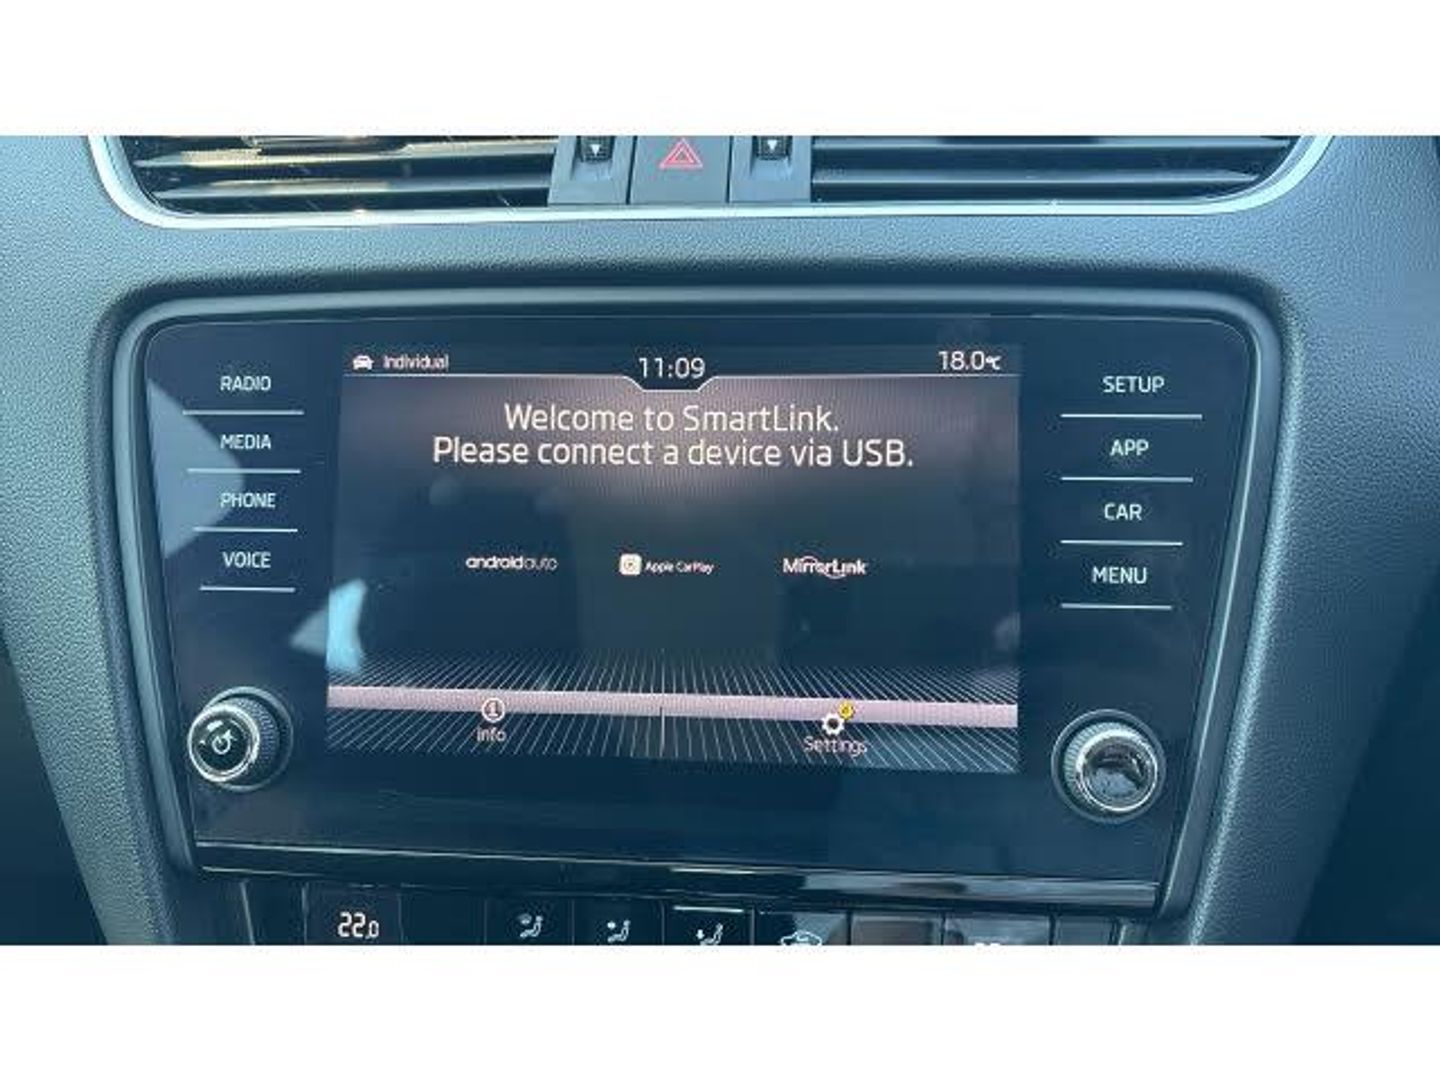 Individual
11:09
18.0°C
RADIO
MEDIA
PHONE
VOICE
Welcome to SmartLink.
Please connect a device via USB.
androidauto
Apple CarPlay
MirrorLink
Info
Settings
SETUP
APP
CAR
MENU
22.0